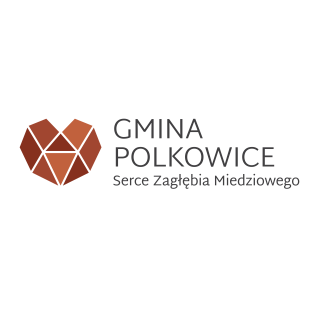 GMINA
POLKOWICE
Serce Zagłębia Miedziowego